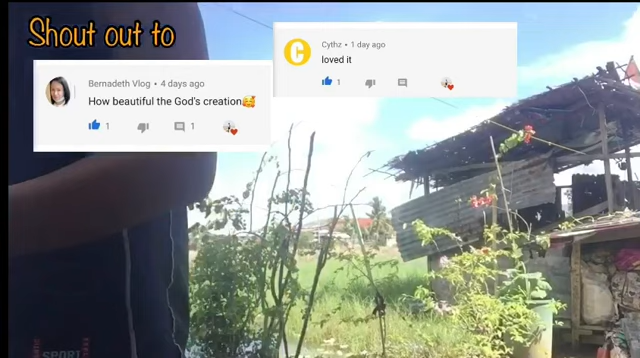 Shout out to
Bernadeth Vlog • 4 days ago
How beautiful the God's creation🥰
1
1
C
Cythz • 1 day ago
loved it
1
SPORT